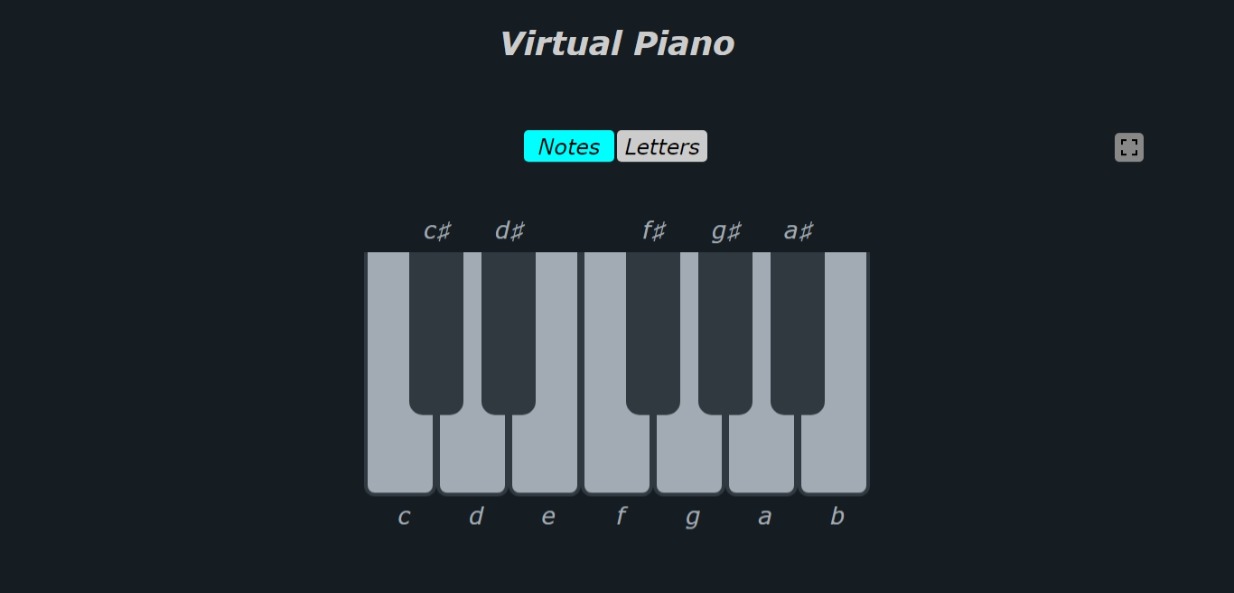 Virtual Piano
Notes Letters
c♯ d♯ f♯ g♯ a♯
c d e f g a b